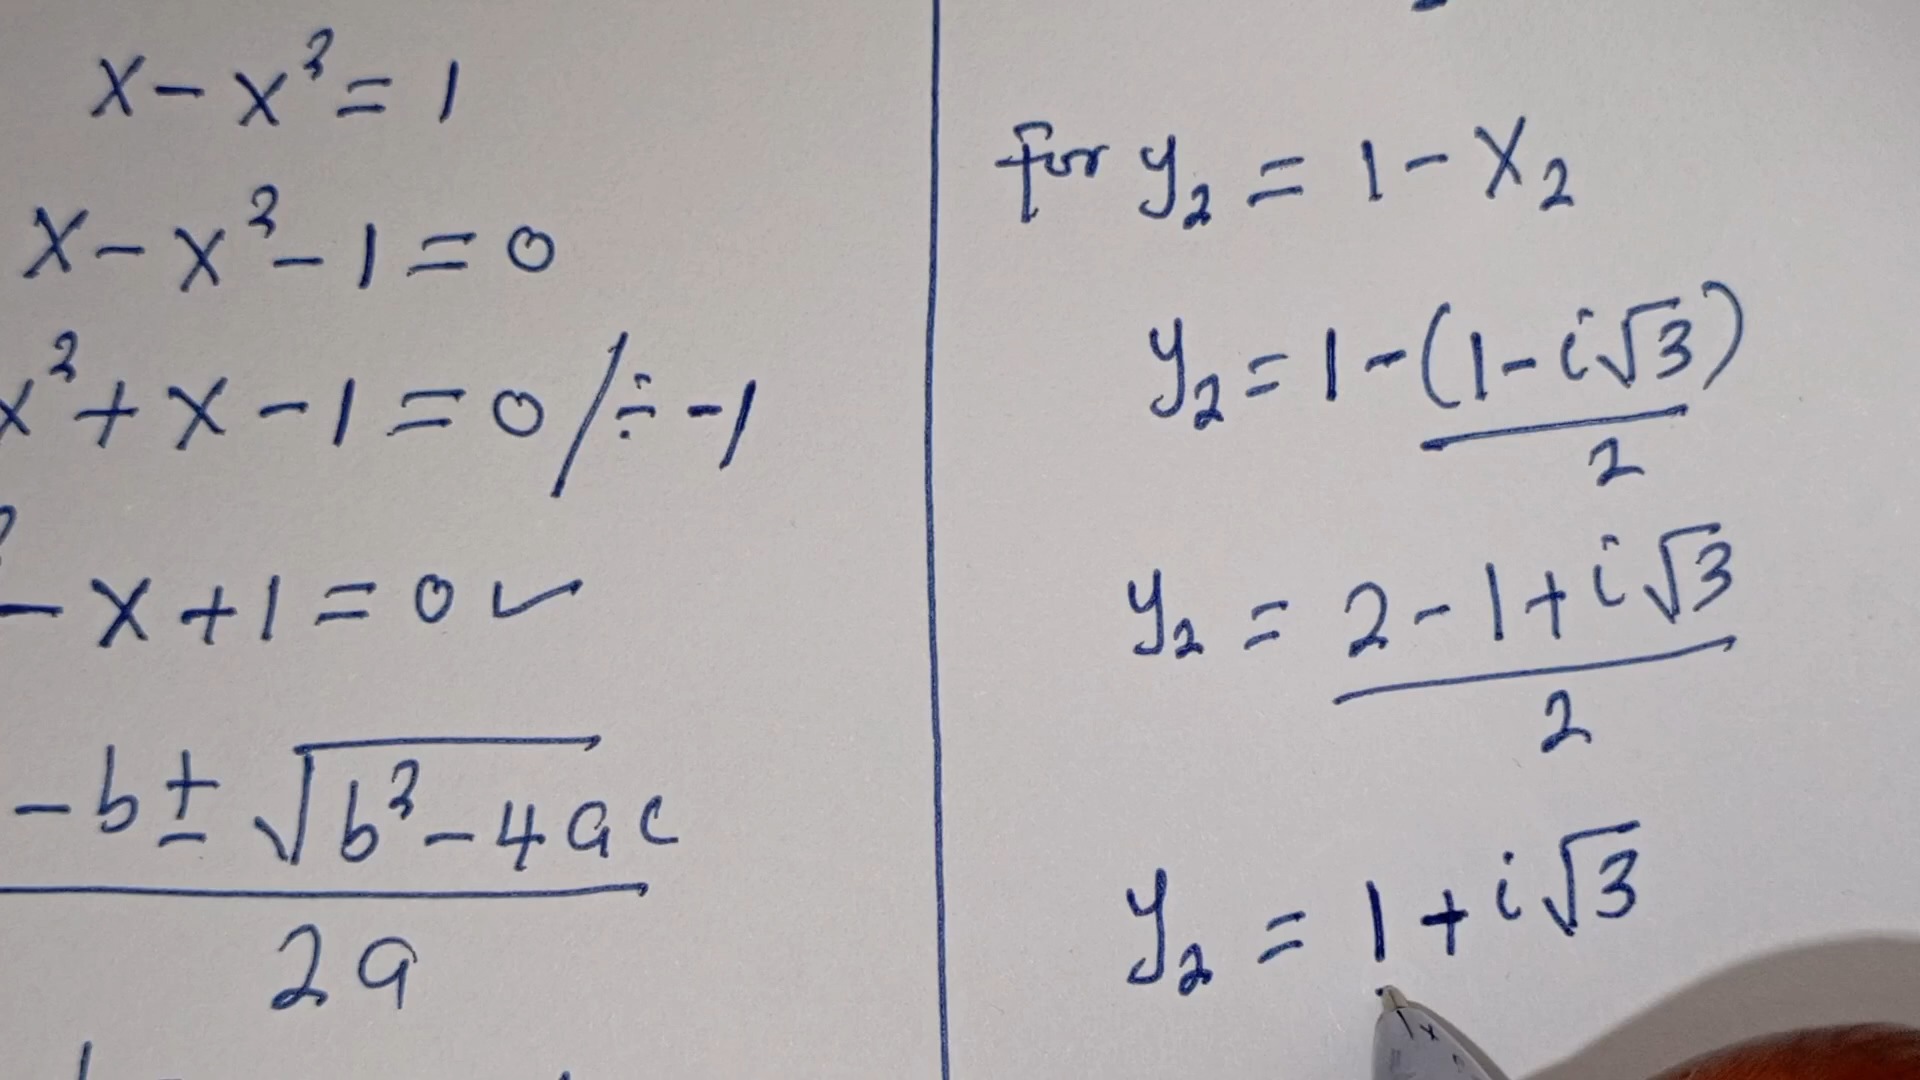 x - x² = 1
x - x² - 1 = 0
x² + x - 1 = 0 / ÷ -1
- x + 1 = 0 ✓
-b ± √(b² - 4ac)
2a
for y₂ = 1 - x₂
y₂ = 1 - (1 - i√3)
2
y₂ = 2 - 1 + i√3
2
y₂ = 1 + i√3